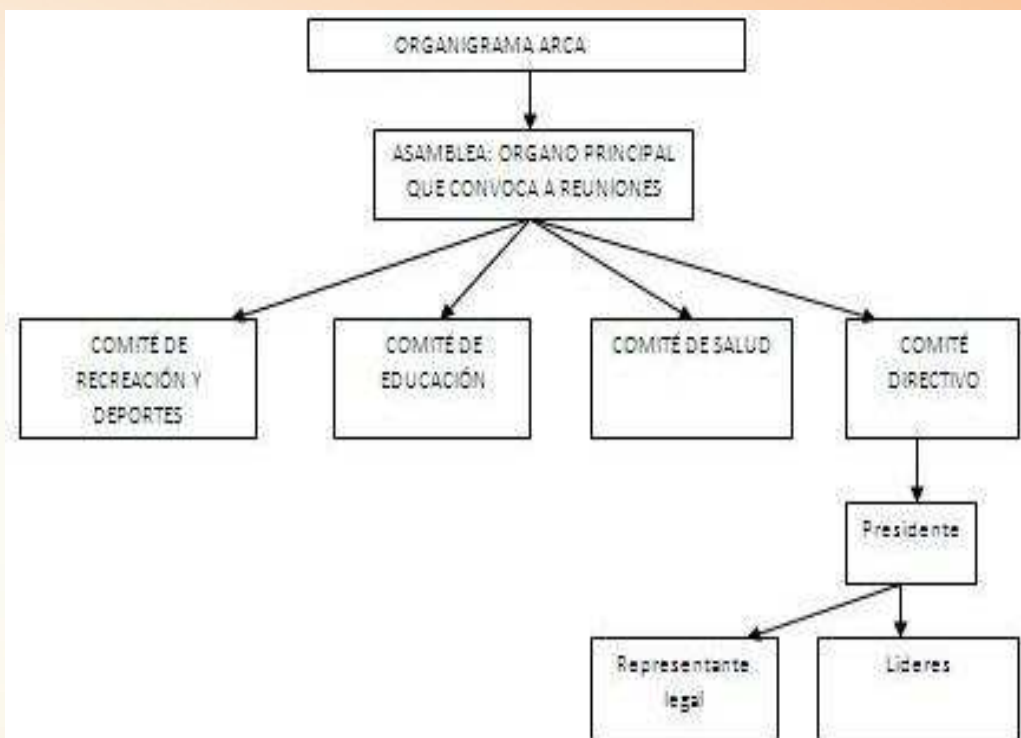 ORGANIGRAMA ARCA
ASAMBLEA: ORGANO PRINCIPAL
QUE CONVOCA A REUNIONES
COMITÉ DE
RECREACIÓN Y
DEPORTES
COMITÉ DE
EDUCACIÓN
COMITÉ DE SALUD
COMITÉ
DIRECTIVO
Presidente
Representante
legal
Lideres